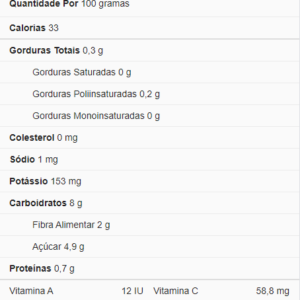 Quantidade Por 100 gramas
Calorias 33
Gorduras Totais 0,3 g
Gorduras Saturadas 0 g
Gorduras Poliinsaturadas 0,2 g
Gorduras Monoinsaturadas 0 g
Colesterol 0 mg
Sódio 1 mg
Potássio 153 mg
Carboidratos 8 g
Fibra Alimentar 2 g
Açúcar 4,9 g
Proteínas 0,7 g
Vitamina A 12 IU Vitamina C 58,8 mg